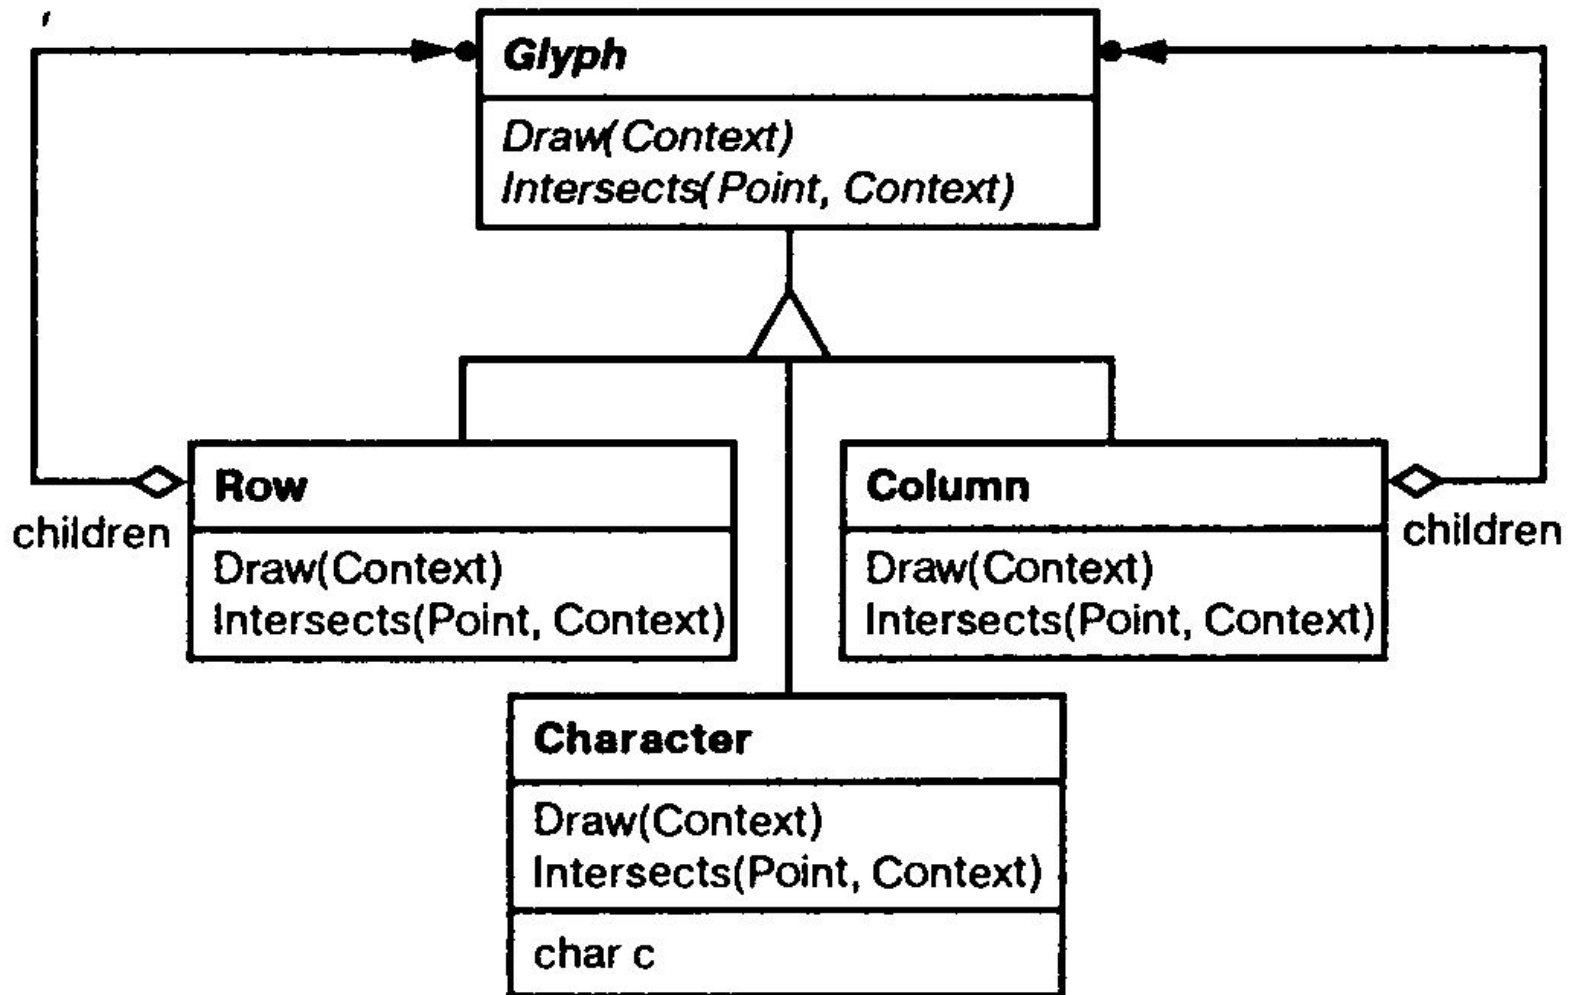 Glyph
Draw(Context)
Intersects(Point, Context)
Row
Draw(Context)
Intersects(Point, Context)
children
Column
Draw(Context)
Intersects(Point, Context)
children
Character
Draw(Context)
Intersects(Point, Context)
char c